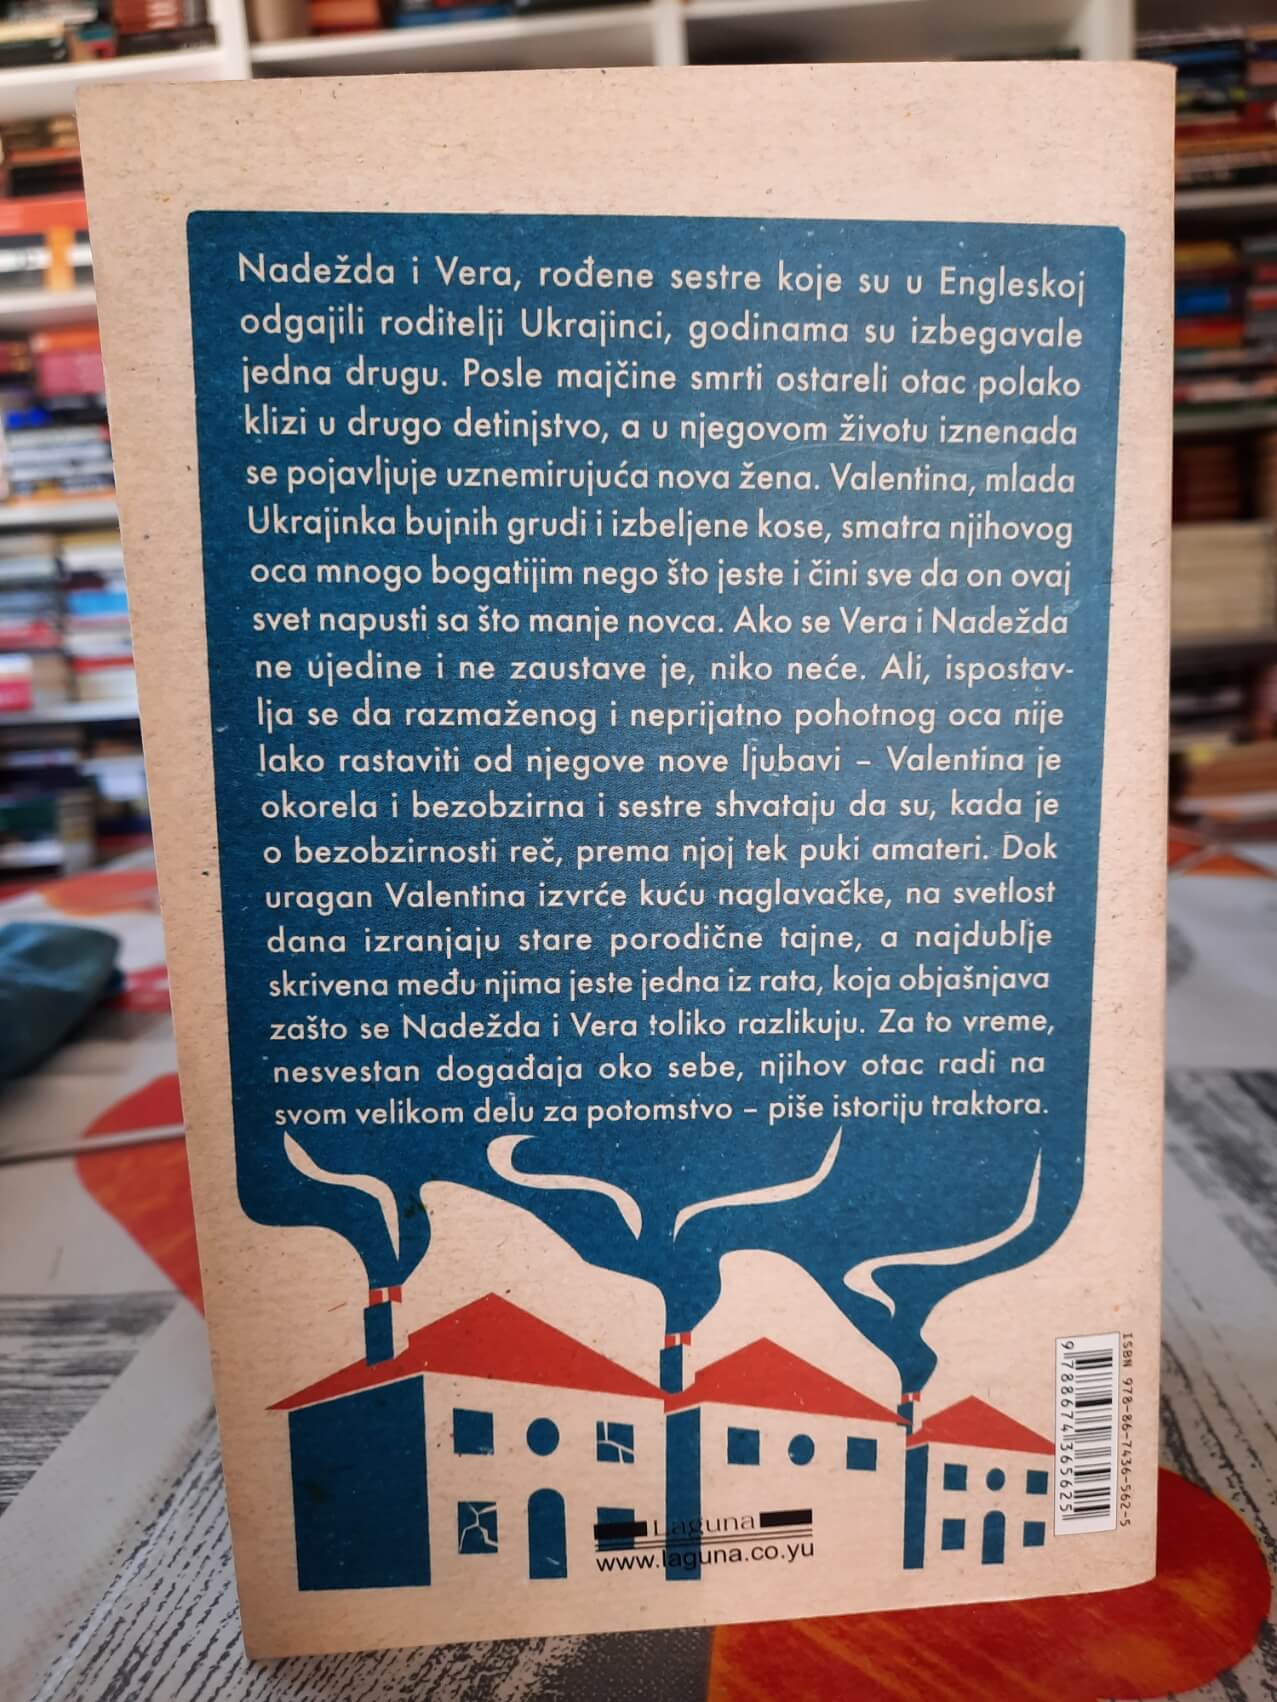 Nadežda i Vera, rođene sestre koje su u Engleskoj
odgajili roditelji Ukrajinci, godinama su izbegavale
jedna drugu. Posle majčine smrti ostareli otac polako
klizi u drugo detinjstvo, a u njegovom životu iznenada
se pojavljuje uznemirujuća nova žena. Valentina, mlada
Ukrajinka bujnih grudi i izbeljene kose, smatra njihovog
oca mnogo bogatijim nego što jeste i čini sve da on ovaj
svet napusti sa što manje novca. Ako se Vera i Nadežda
ne ujedine i ne zaustave je, niko neće. Ali, ispostav-
lja se da razmaženog i neprijatno pohotnog oca nije
lako rastaviti od njegove nove ljubavi – Valentina je
okorela i bezobzirna i sestre shvataju da su, kada je
o bezobzirnosti reč, prema njoj tek puki amateri. Dok
uragan Valentina izvrće kuću naglavačke, na svetlost
dana izranjaju stare porodične tajne, a najdublje
skrivena među njima jeste jedna iz rata, koja objašnjava
zašto se Nadežda i Vera toliko razlikuju. Za to vreme,
nesvestan događaja oko sebe, njihov otac radi na
svom velikom delu za potomstvo – piše istoriju traktora.
Laguna
www.laguna.co.yu
ISBN 978-86-7436-562-5
9788674365625